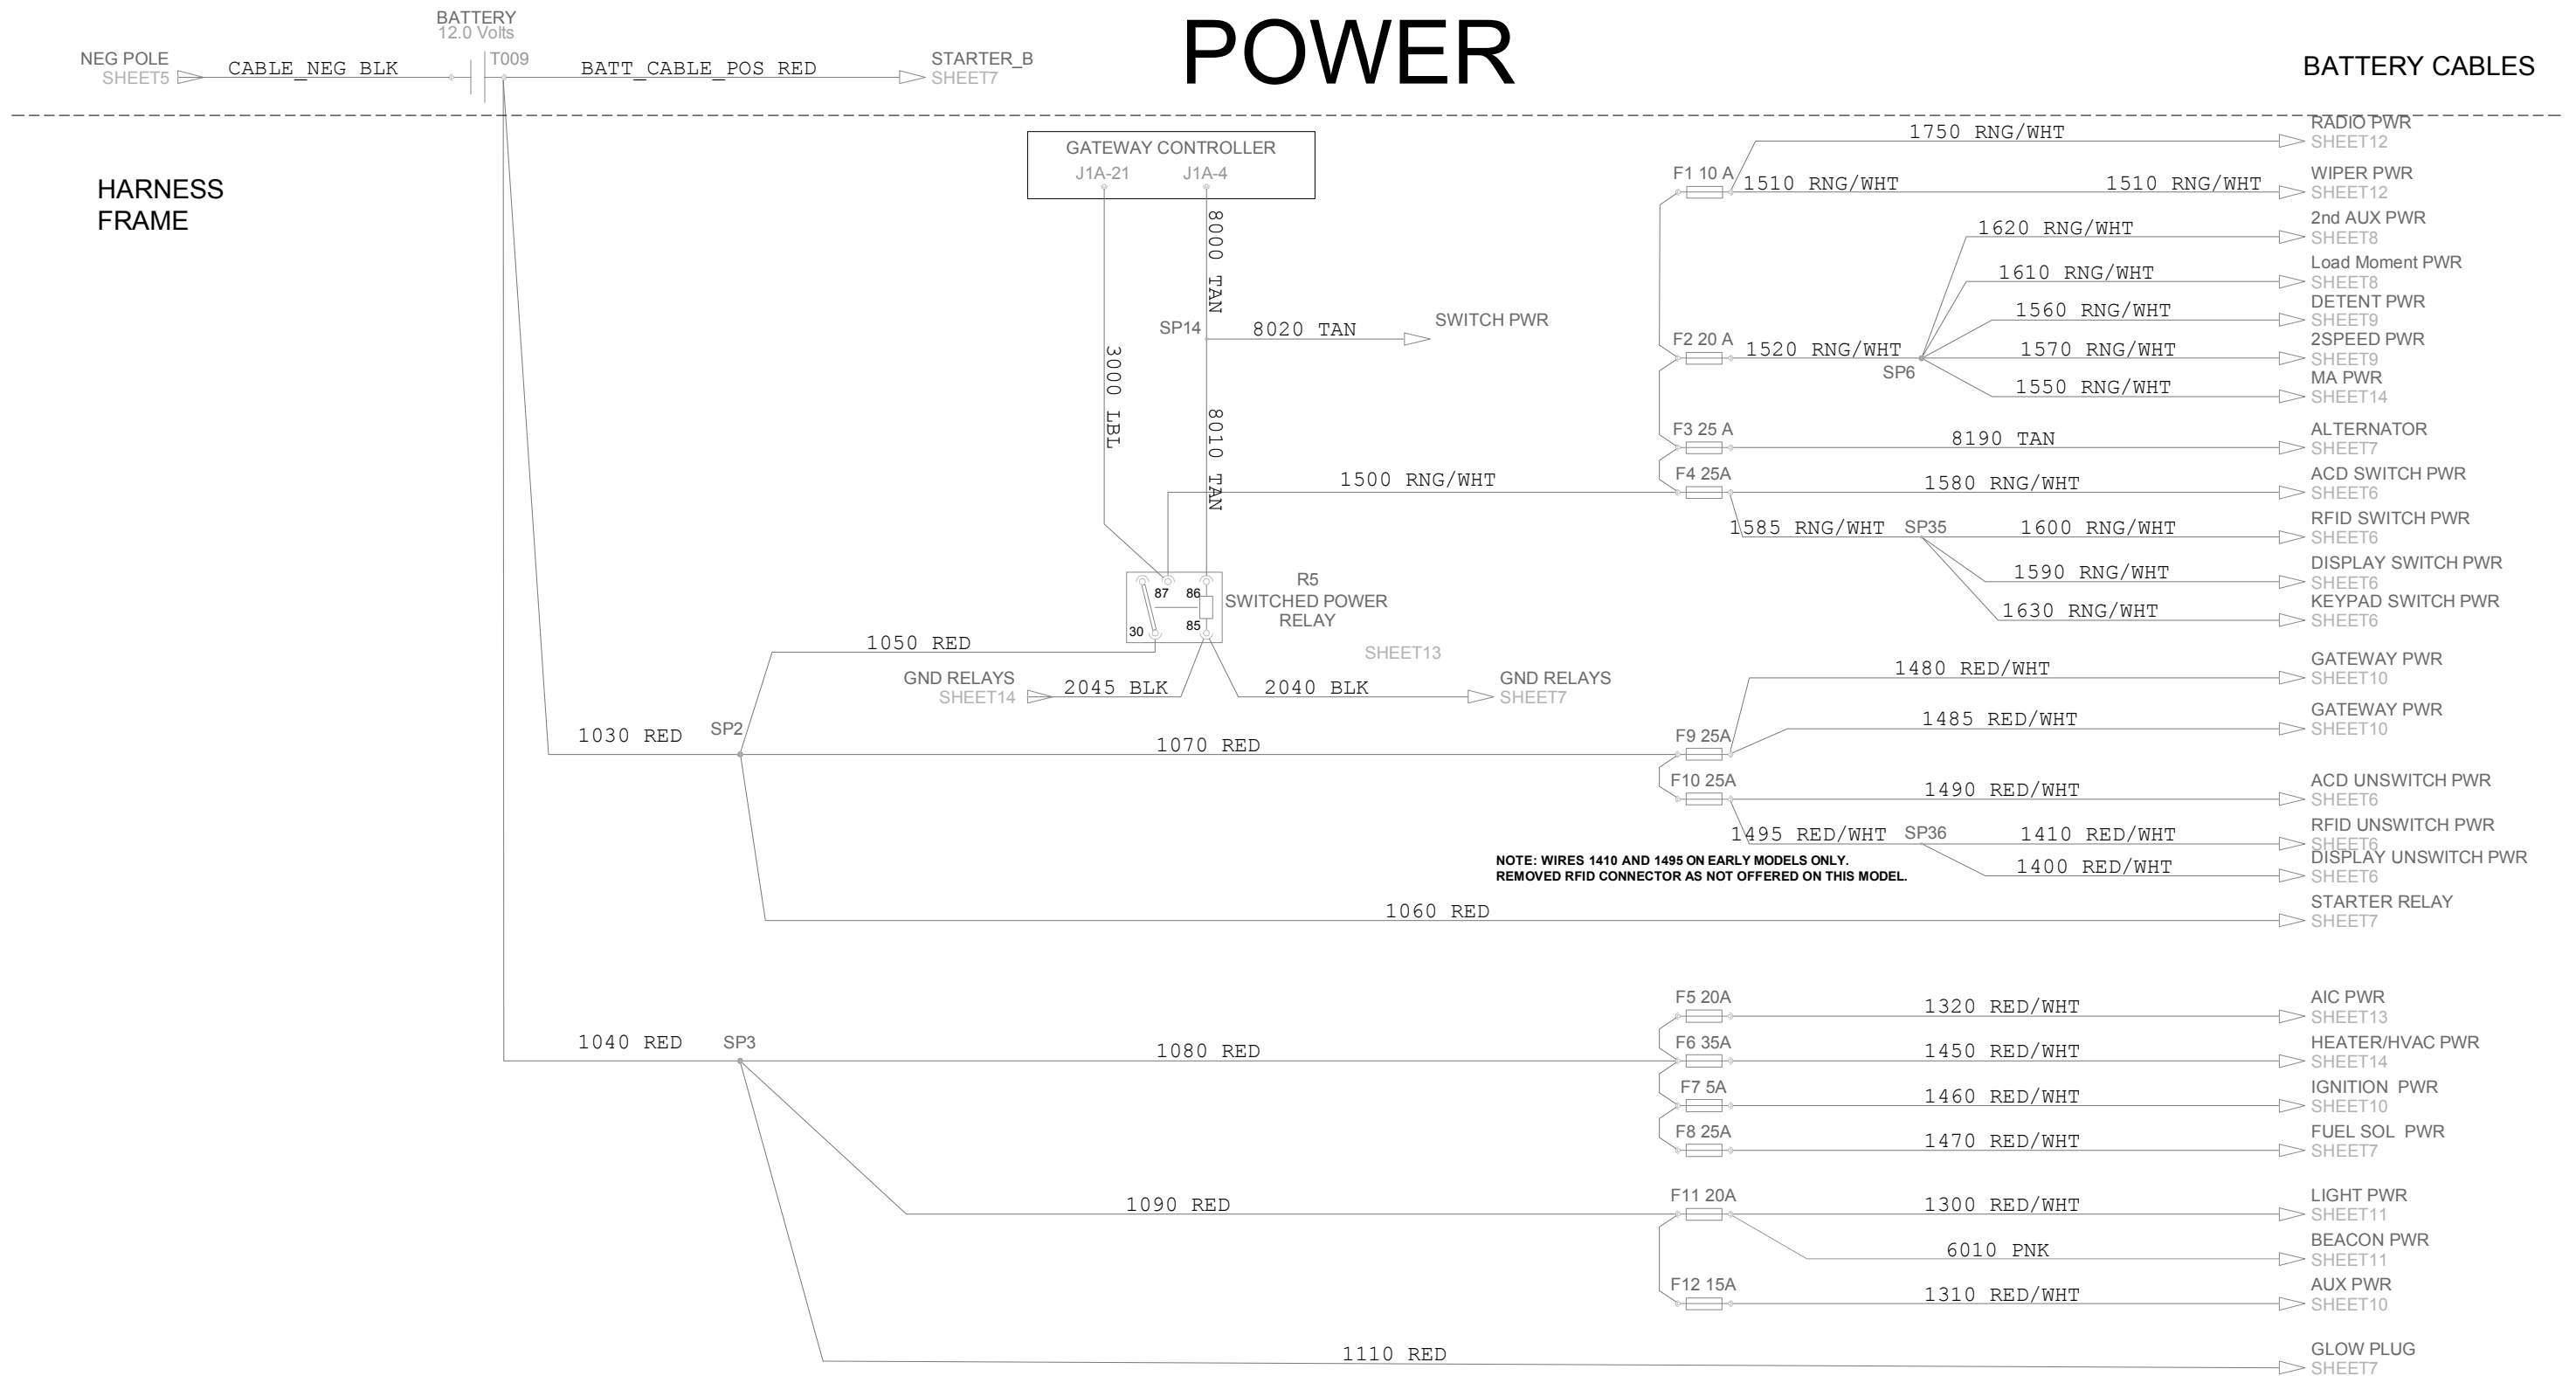 POWER
BATTERY CABLES
BATTERY
12.0 Volts
T009
NEG POLE
SHEET5
CABLE_NEG BLK
BATT_CABLE_POS RED
STARTER_B
SHEET7
HARNESS
FRAME
GATEWAY CONTROLLER
J1A-21
J1A-4
8000 TAN
3000 LBL
SP14
8020 TAN
SWITCH PWR
8010 TAN
1500 RNG/WHT
R5
SWITCHED POWER
RELAY
87
86
30
85
SHEET13
1050 RED
GND RELAYS
SHEET14
2045 BLK
2040 BLK
GND RELAYS
SHEET7
1030 RED
SP2
1070 RED
1060 RED
1040 RED
SP3
1080 RED
1090 RED
1110 RED
F1 10 A
1750 RNG/WHT
RADIO PWR
SHEET12
1510 RNG/WHT
1510 RNG/WHT
WIPER PWR
SHEET12
F2 20 A
1520 RNG/WHT
SP6
1620 RNG/WHT
2nd AUX PWR
SHEET8
1610 RNG/WHT
Load Moment PWR
SHEET8
1560 RNG/WHT
DETENT PWR
SHEET9
1570 RNG/WHT
2SPEED PWR
SHEET9
1550 RNG/WHT
MA PWR
SHEET14
F3 25 A
8190 TAN
ALTERNATOR
SHEET7
F4 25A
1580 RNG/WHT
ACD SWITCH PWR
SHEET6
1585 RNG/WHT
SP35
1600 RNG/WHT
RFID SWITCH PWR
SHEET6
1590 RNG/WHT
DISPLAY SWITCH PWR
SHEET6
1630 RNG/WHT
KEYPAD SWITCH PWR
SHEET6
F9 25A
1480 RED/WHT
GATEWAY PWR
SHEET10
1485 RED/WHT
GATEWAY PWR
SHEET10
F10 25A
1490 RED/WHT
ACD UNSWITCH PWR
SHEET6
1495 RED/WHT
SP36
1410 RED/WHT
RFID UNSWITCH PWR
SHEET6
NOTE: WIRES 1410 AND 1495 ON EARLY MODELS ONLY.
REMOVED RFID CONNECTOR AS NOT OFFERED ON THIS MODEL.
1400 RED/WHT
DISPLAY UNSWITCH PWR
SHEET6
STARTER RELAY
SHEET7
F5 20A
1320 RED/WHT
AIC PWR
SHEET13
F6 35A
1450 RED/WHT
HEATER/HVAC PWR
SHEET14
F7 5A
1460 RED/WHT
IGNITION PWR
SHEET10
F8 25A
1470 RED/WHT
FUEL SOL PWR
SHEET7
F11 20A
1300 RED/WHT
LIGHT PWR
SHEET11
6010 PNK
BEACON PWR
SHEET11
F12 15A
1310 RED/WHT
AUX PWR
SHEET10
GLOW PLUG
SHEET7